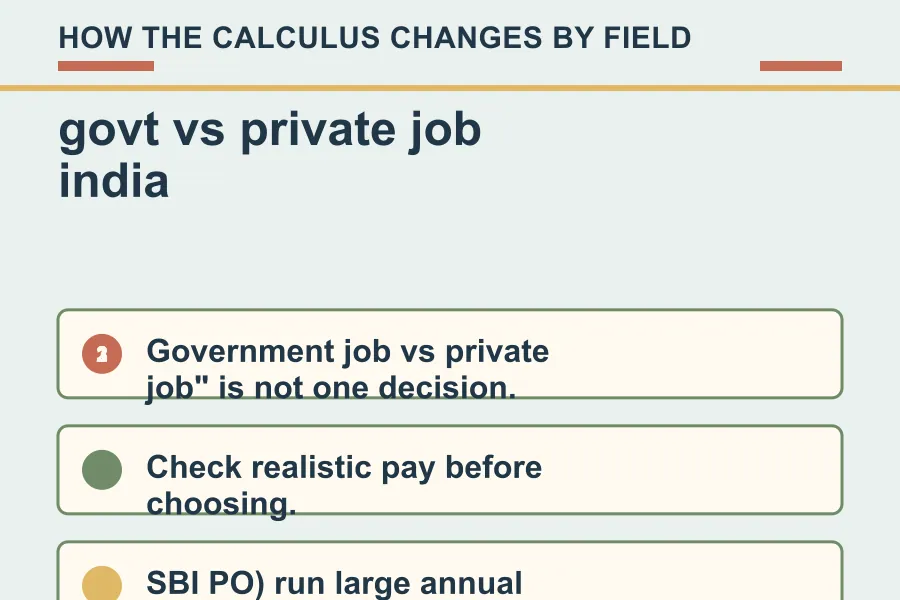 HOW THE CALCULUS CHANGES BY FIELD
govt vs private job
india
Government job vs private
job" is not one decision.
Check realistic pay before
choosing.
SBI PO) run large annual